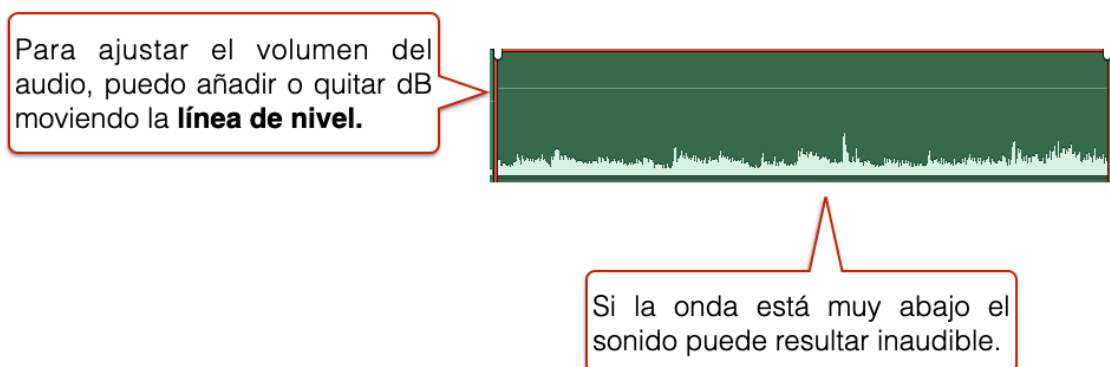 Para ajustar el volumen del
audio, puedo añadir o quitar dB
moviendo la línea de nivel.
Si la onda está muy abajo el
sonido puede resultar inaudible.